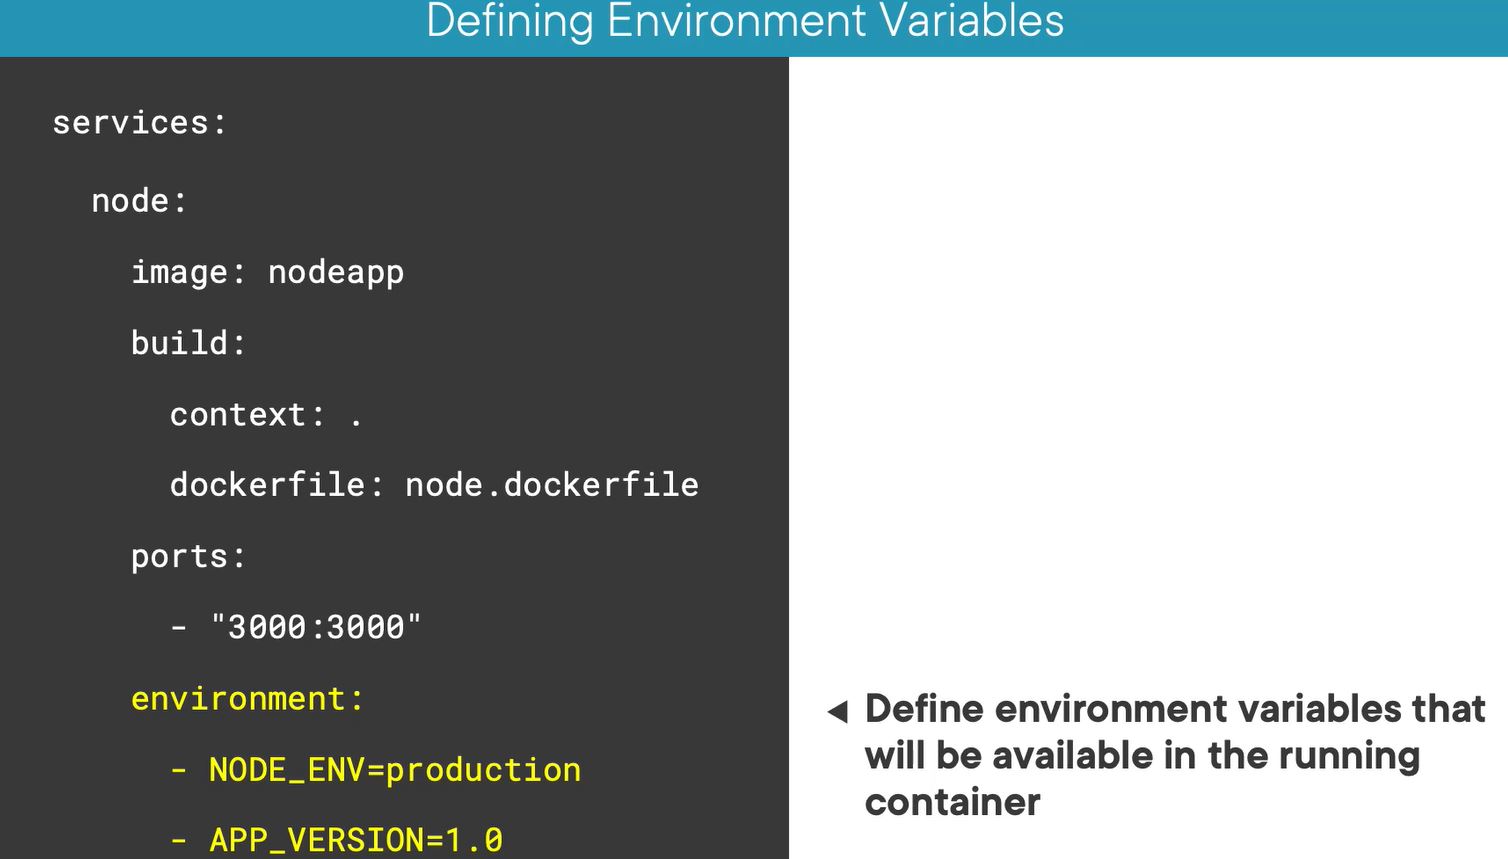 Defining Environment Variables
services:
node:
image: nodeapp
build:
context: .
dockerfile: node.dockerfile
ports:
- "3000:3000"
environment:
- NODE_ENV=production
- APP_VERSION=1.0
◄ Define environment variables that
will be available in the running
container